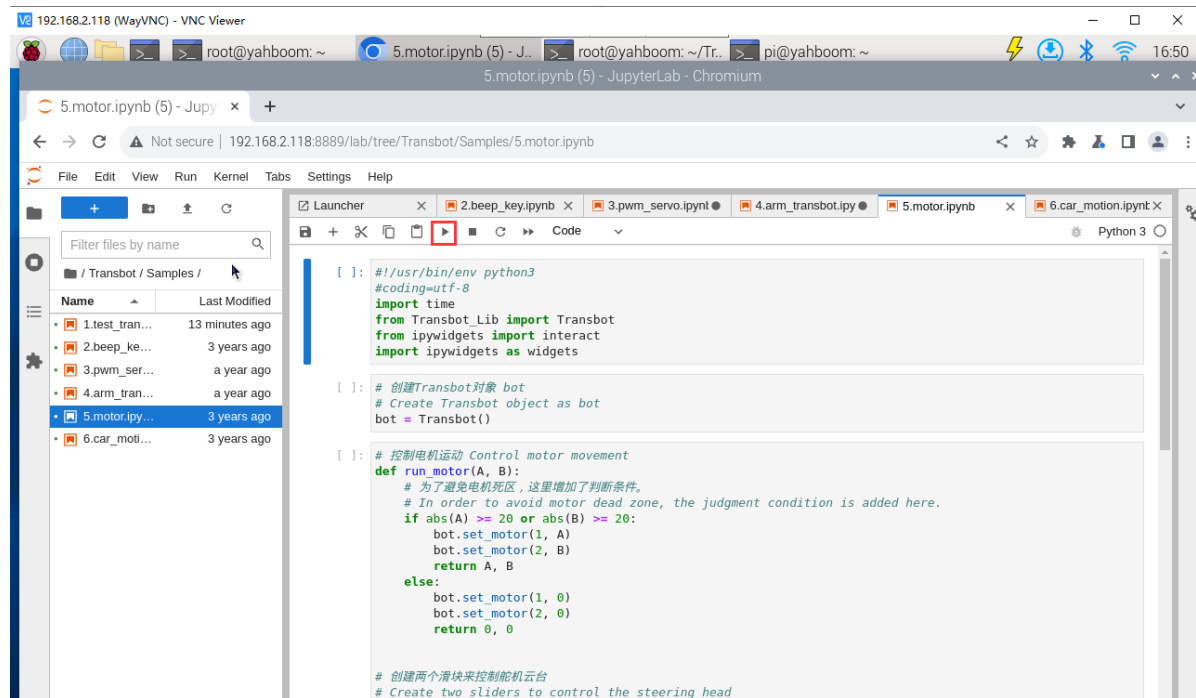 192.168.2.118 (WayVNC) - VNC Viewer
root@yahboom: ~
5.motor.ipynb (5) - J..
root@yahboom: ~/Tr..
pi@yahboom: ~
16:50
5.motor.ipynb (5) - JupyterLab - Chromium
5.motor.ipynb (5) - Jupy
Not secure | 192.168.2.118:8889/lab/tree/Transbot/Samples/5.motor.ipynb
File Edit View Run Kernel Tabs Settings Help
Filter files by name
/ Transbot / Samples /
Name Last Modified
1.test_tran… 13 minutes ago
2.beep_ke… 3 years ago
3.pwm_ser… a year ago
4.arm_tran… a year ago
5.motor.ipy… 3 years ago
6.car_moti… 3 years ago
Launcher
2.beep_key.ipynb
3.pwm_servo.ipynt
4.arm_transbot.ipy
5.motor.ipynb
6.car_motion.ipynt
Code
Python 3
[ ]: #!/usr/bin/env python3
#coding=utf-8
import time
from Transbot_Lib import Transbot
from ipywidgets import interact
import ipywidgets as widgets
[ ]: # 创建Transbot对象 bot
# Create Transbot object as bot
bot = Transbot()
[ ]: # 控制电机运动 Control motor movement
def run_motor(A, B):
# 为了避免电机死区，这里增加了判断条件。
# In order to avoid motor dead zone, the judgment condition is added here.
if abs(A) >= 20 or abs(B) >= 20:
bot.set_motor(1, A)
bot.set_motor(2, B)
return A, B
else:
bot.set_motor(1, 0)
bot.set_motor(2, 0)
return 0, 0
# 创建两个滑块来控制舵机云台
# Create two sliders to control the steering head